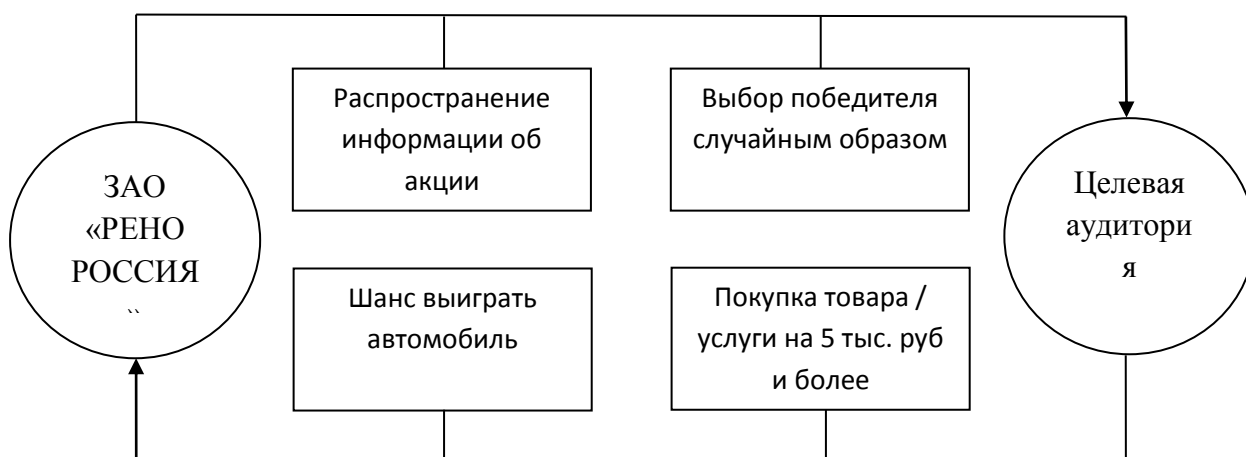 Распространение
информации об
акции
Выбор победителя
случайным образом
ЗАО
«РЕНО
РОССИЯ
``
Целевая
аудитори
я
Шанс выиграть
автомобиль
Покупка товара /
услуги на 5 тыс. руб
и более